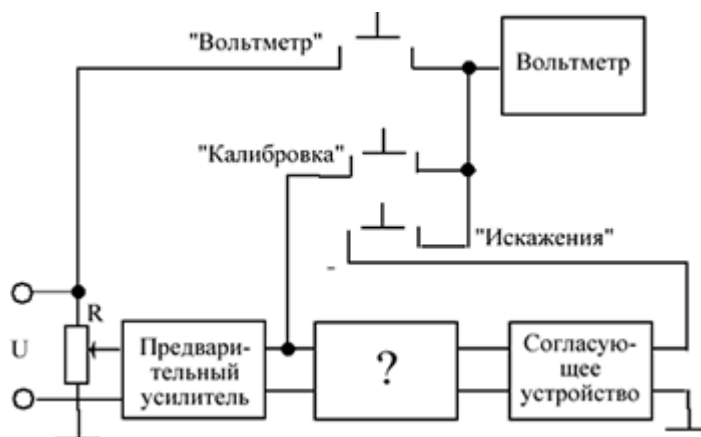 "Вольтметр"
Вольтметр
"Калибровка"
"Искажения"
R
U
Предвари-
тельный
усилитель
?
Согласую-
щее
устройство